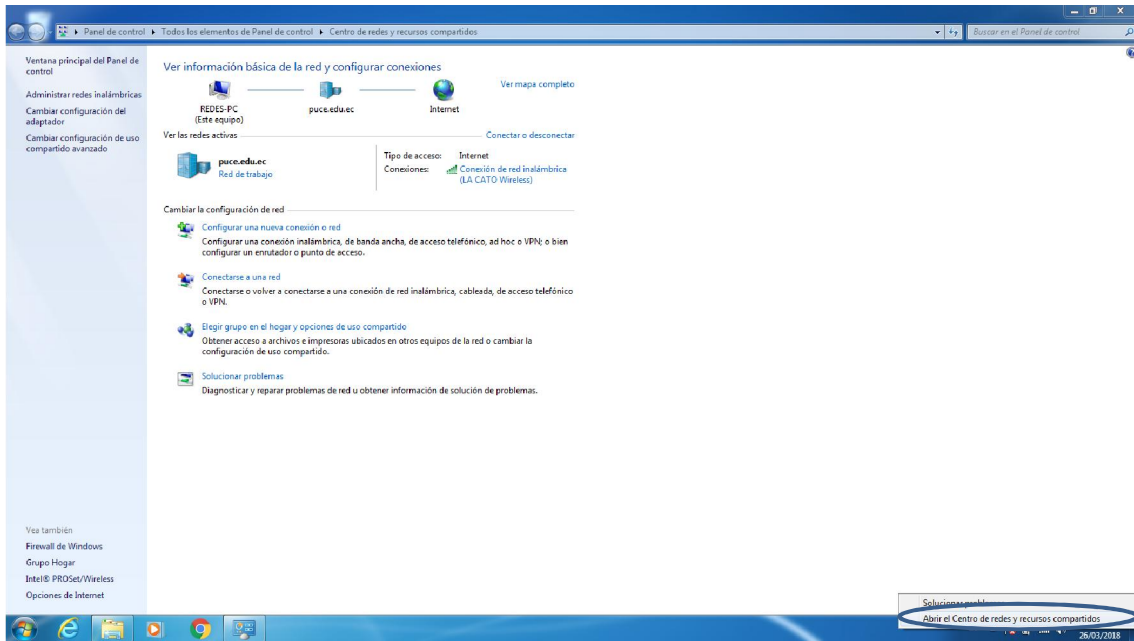 Panel de control ▸ Todos los elementos de Panel de control ▸ Centro de redes y recursos compartidos
Buscar en el Panel de control
Ventana principal del Panel de
control
Administrar redes inalámbricas
Cambiar configuración del
adaptador
Cambiar configuración de uso
compartido avanzado
Ver información básica de la red y configurar conexiones
Ver mapa completo
REDES-PC
(Este equipo)
puce.edu.ec
Internet
Ver las redes activas
Conectar o desconectar
puce.edu.ec
Red de trabajo
Tipo de acceso: Internet
Conexiones: Conexión de red inalámbrica
(LA CATO Wireless)
Cambiar la configuración de red
Configurar una nueva conexión o red
Configurar una conexión inalámbrica, de banda ancha, de acceso telefónico, ad hoc o VPN; o bien
configurar un enrutador o punto de acceso.
Conectarse a una red
Conectarse o volver a conectarse a una conexión de red inalámbrica, cableada, de acceso telefónico
o VPN.
Elegir grupo en el hogar y opciones de uso compartido
Obtener acceso a archivos e impresoras ubicados en otros equipos de la red o cambiar la
configuración de uso compartido.
Solucionar problemas
Diagnosticar y reparar problemas de red u obtener información de solución de problemas.
Vea también
Firewall de Windows
Grupo Hogar
Intel® PROSet/Wireless
Opciones de Internet
Solucionar
Abrir el Centro de redes y recursos compartidos
26/03/2018